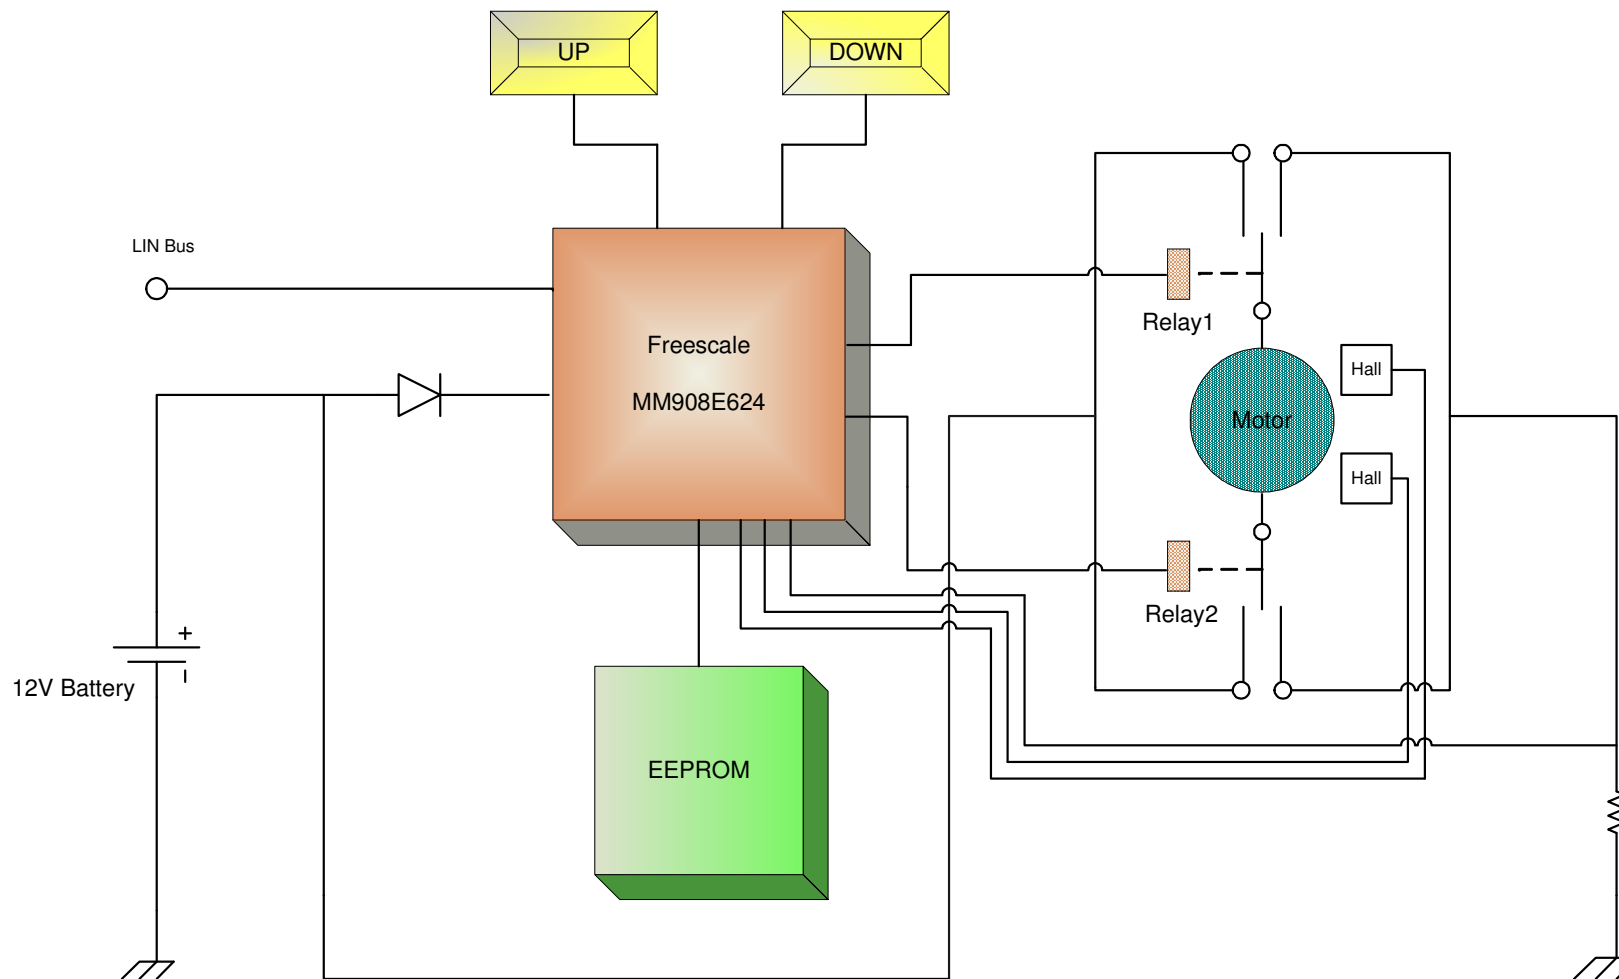 UP
DOWN
LIN Bus
Freescale
MM908E624
Relay1
Hall
Motor
Hall
Relay2
+
-
12V Battery
EEPROM